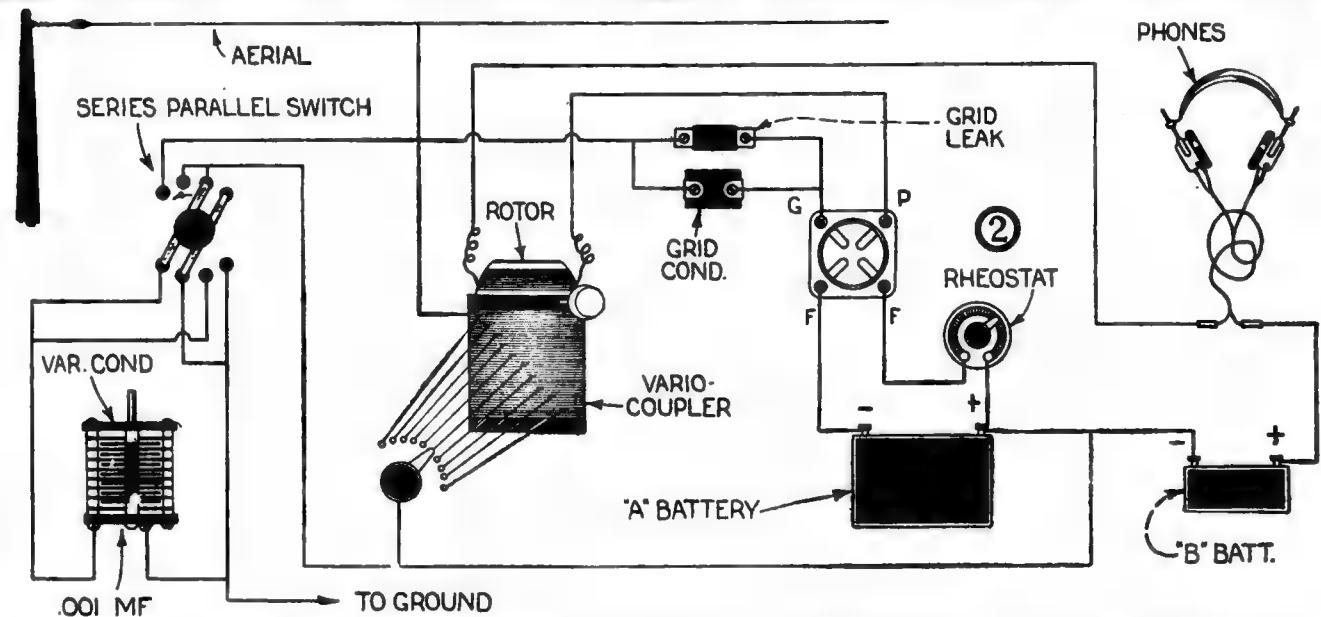 AERIAL
PHONES
SERIES PARALLEL SWITCH
GRID
LEAK
ROTOR
G
P
2
GRID
COND.
RHEOSTAT
F
F
VAR. COND
VARIO-
COUPLER
-
+
-
+
"A" BATTERY
"B" BATT.
.001 MF
TO GROUND